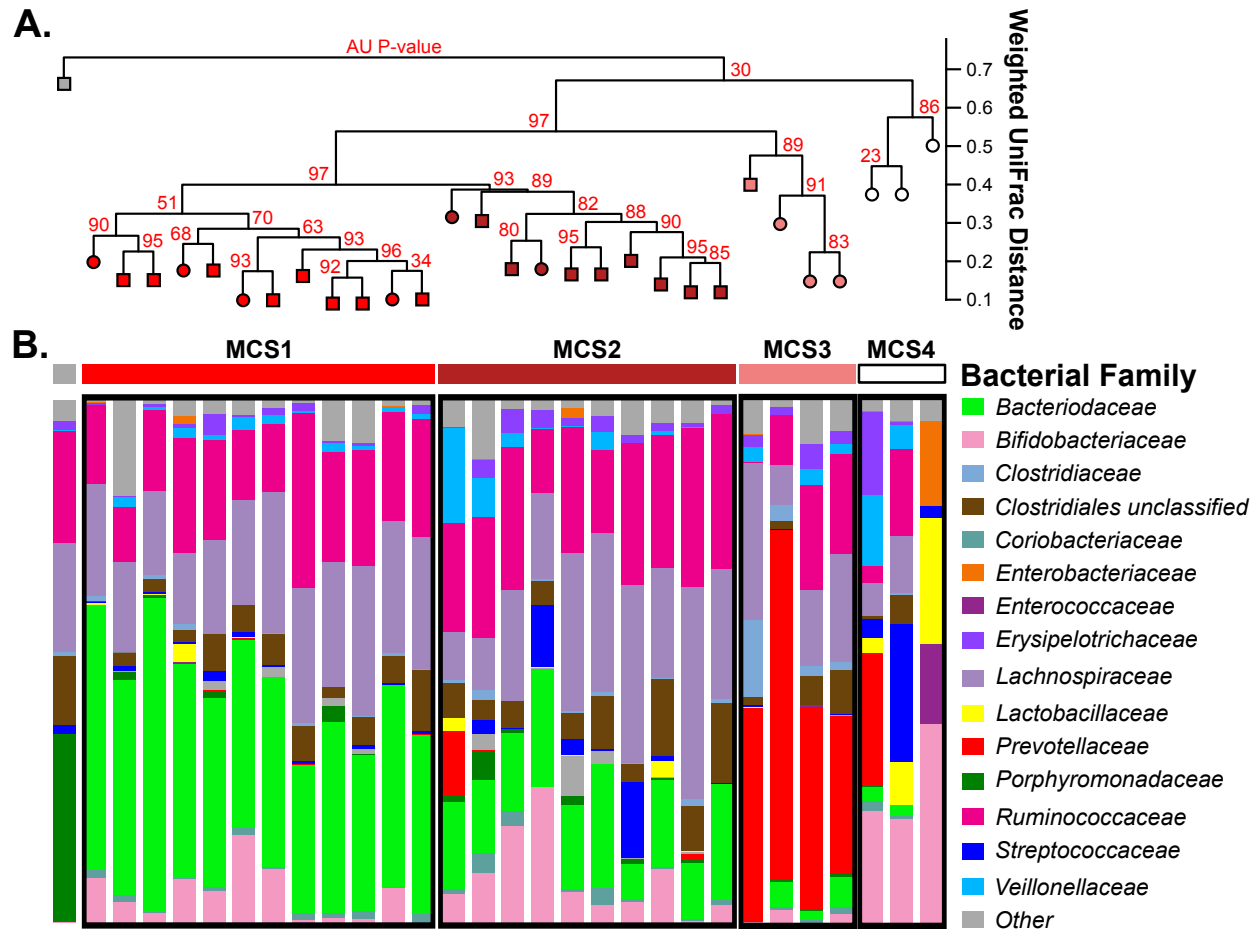 A.
AU P-value
30
0.7
0.6
0.5
0.4
0.3
0.2
0.1
Weighted UniFrac Distance
86
97
23
89
97
93
89
91
51
82
88
90
70
63
68
80
95
90
83
90
95
93
93
96
95
85
92
34
B.
MCS1
MCS2
MCS3
MCS4
Bacterial Family
Bacteriodaceae
Bifidobacteriaceae
Clostridiaceae
Clostridiales unclassified
Coriobacteriaceae
Enterobacteriaceae
Enterococcaceae
Erysipelotrichaceae
Lachnospiraceae
Lactobacillaceae
Prevotellaceae
Porphyromonadaceae
Ruminococcaceae
Streptococcaceae
Veillonellaceae
Other